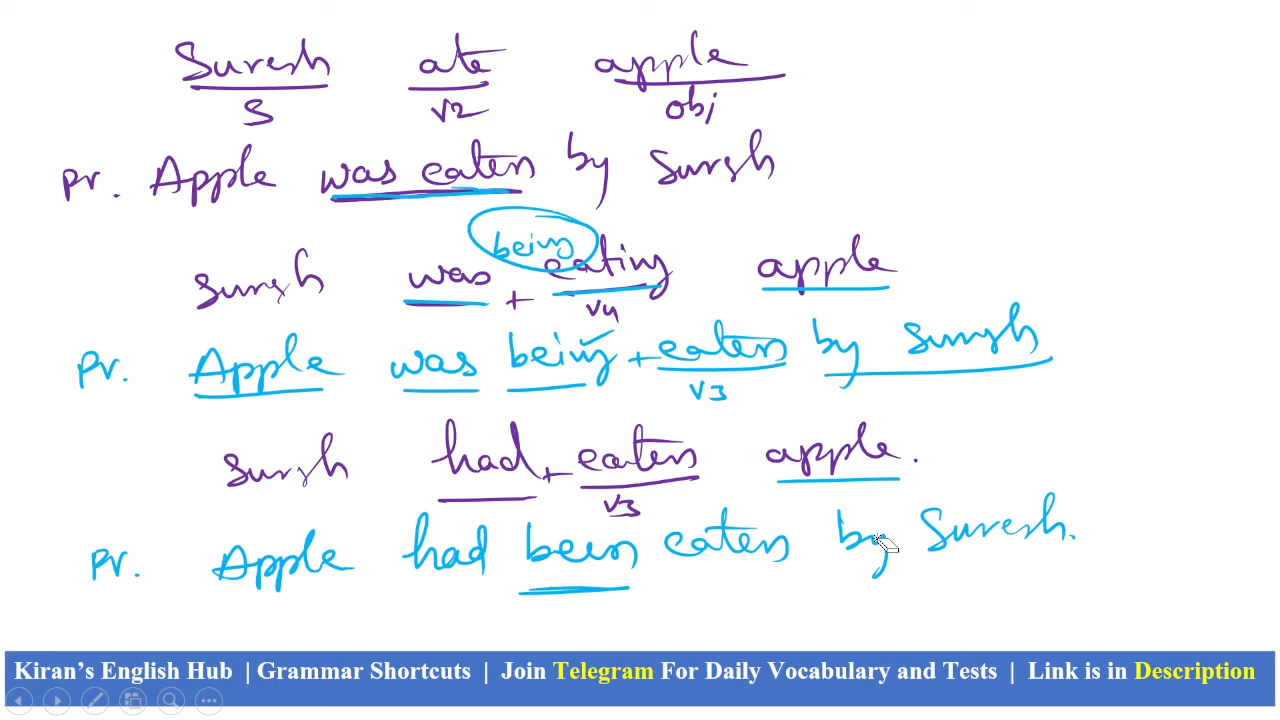 Suresh ate apple
S V2 obj
Pr. Apple was eaten by Suresh
being
Suresh was + eating apple
V4
Pr. Apple was being + eaten by Suresh
V3
Suresh had + eaten apple.
V3
Pr. Apple had been eaten by Suresh.
Kiran's English Hub | Grammar Shortcuts | Join Telegram For Daily Vocabulary and Tests | Link is in Description